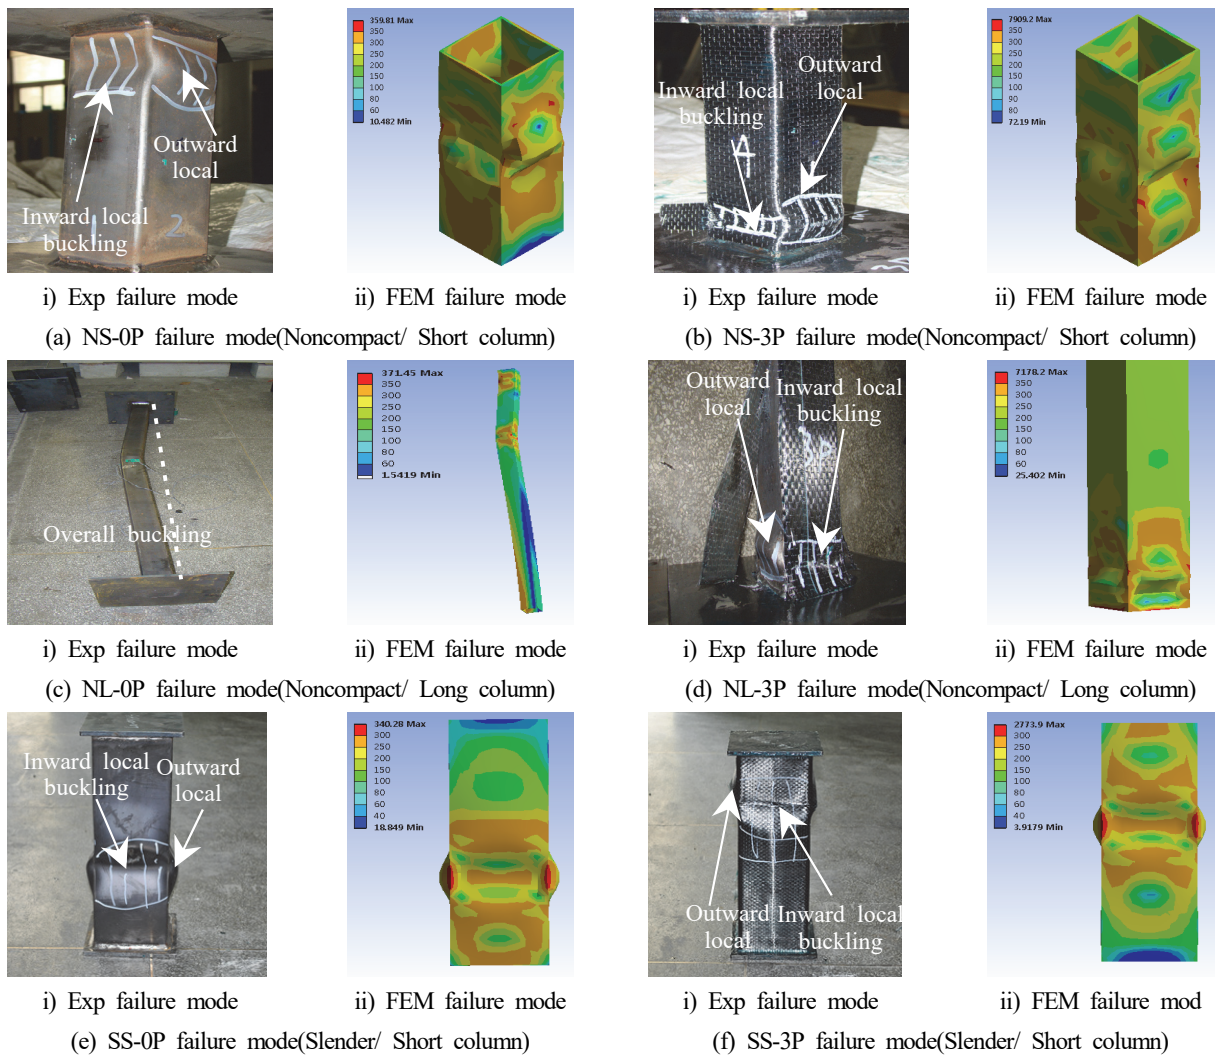 359.81 Max
350
300
250
200
150
100
80
60
10.482 Min
Inward local
buckling
Outward
local
1
2
7909.2 Max
350
300
250
200
150
100
80
60
72.19 Min
Outward
local
Inward local
buckling
A
i) Exp failure mode
ii) FEM failure mode
i) Exp failure mode
ii) FEM failure mode
(a) NS-0P failure mode(Noncompact/ Short column)
(b) NS-3P failure mode(Noncompact/ Short column)
Overall buckling
371.45 Max
350
300
250
200
150
100
80
60
1.5419 Min
Outward
local
Inward local
buckling
7178.2 Max
350
300
250
200
150
100
80
60
25.402 Min
i) Exp failure mode
ii) FEM failure mode
i) Exp failure mode
ii) FEM failure mode
(c) NL-0P failure mode(Noncompact/ Long column)
(d) NL-3P failure mode(Noncompact/ Long column)
Inward local
buckling
Outward
local
340.28 Max
300
250
200
150
100
80
60
40
18.849 Min
Outward
local
Inward local
buckling
2773.9 Max
300
250
200
150
100
80
60
40
3.9179 Min
i) Exp failure mode
ii) FEM failure mode
i) Exp failure mode
ii) FEM failure mod
(e) SS-0P failure mode(Slender/ Short column)
(f) SS-3P failure mode(Slender/ Short column)